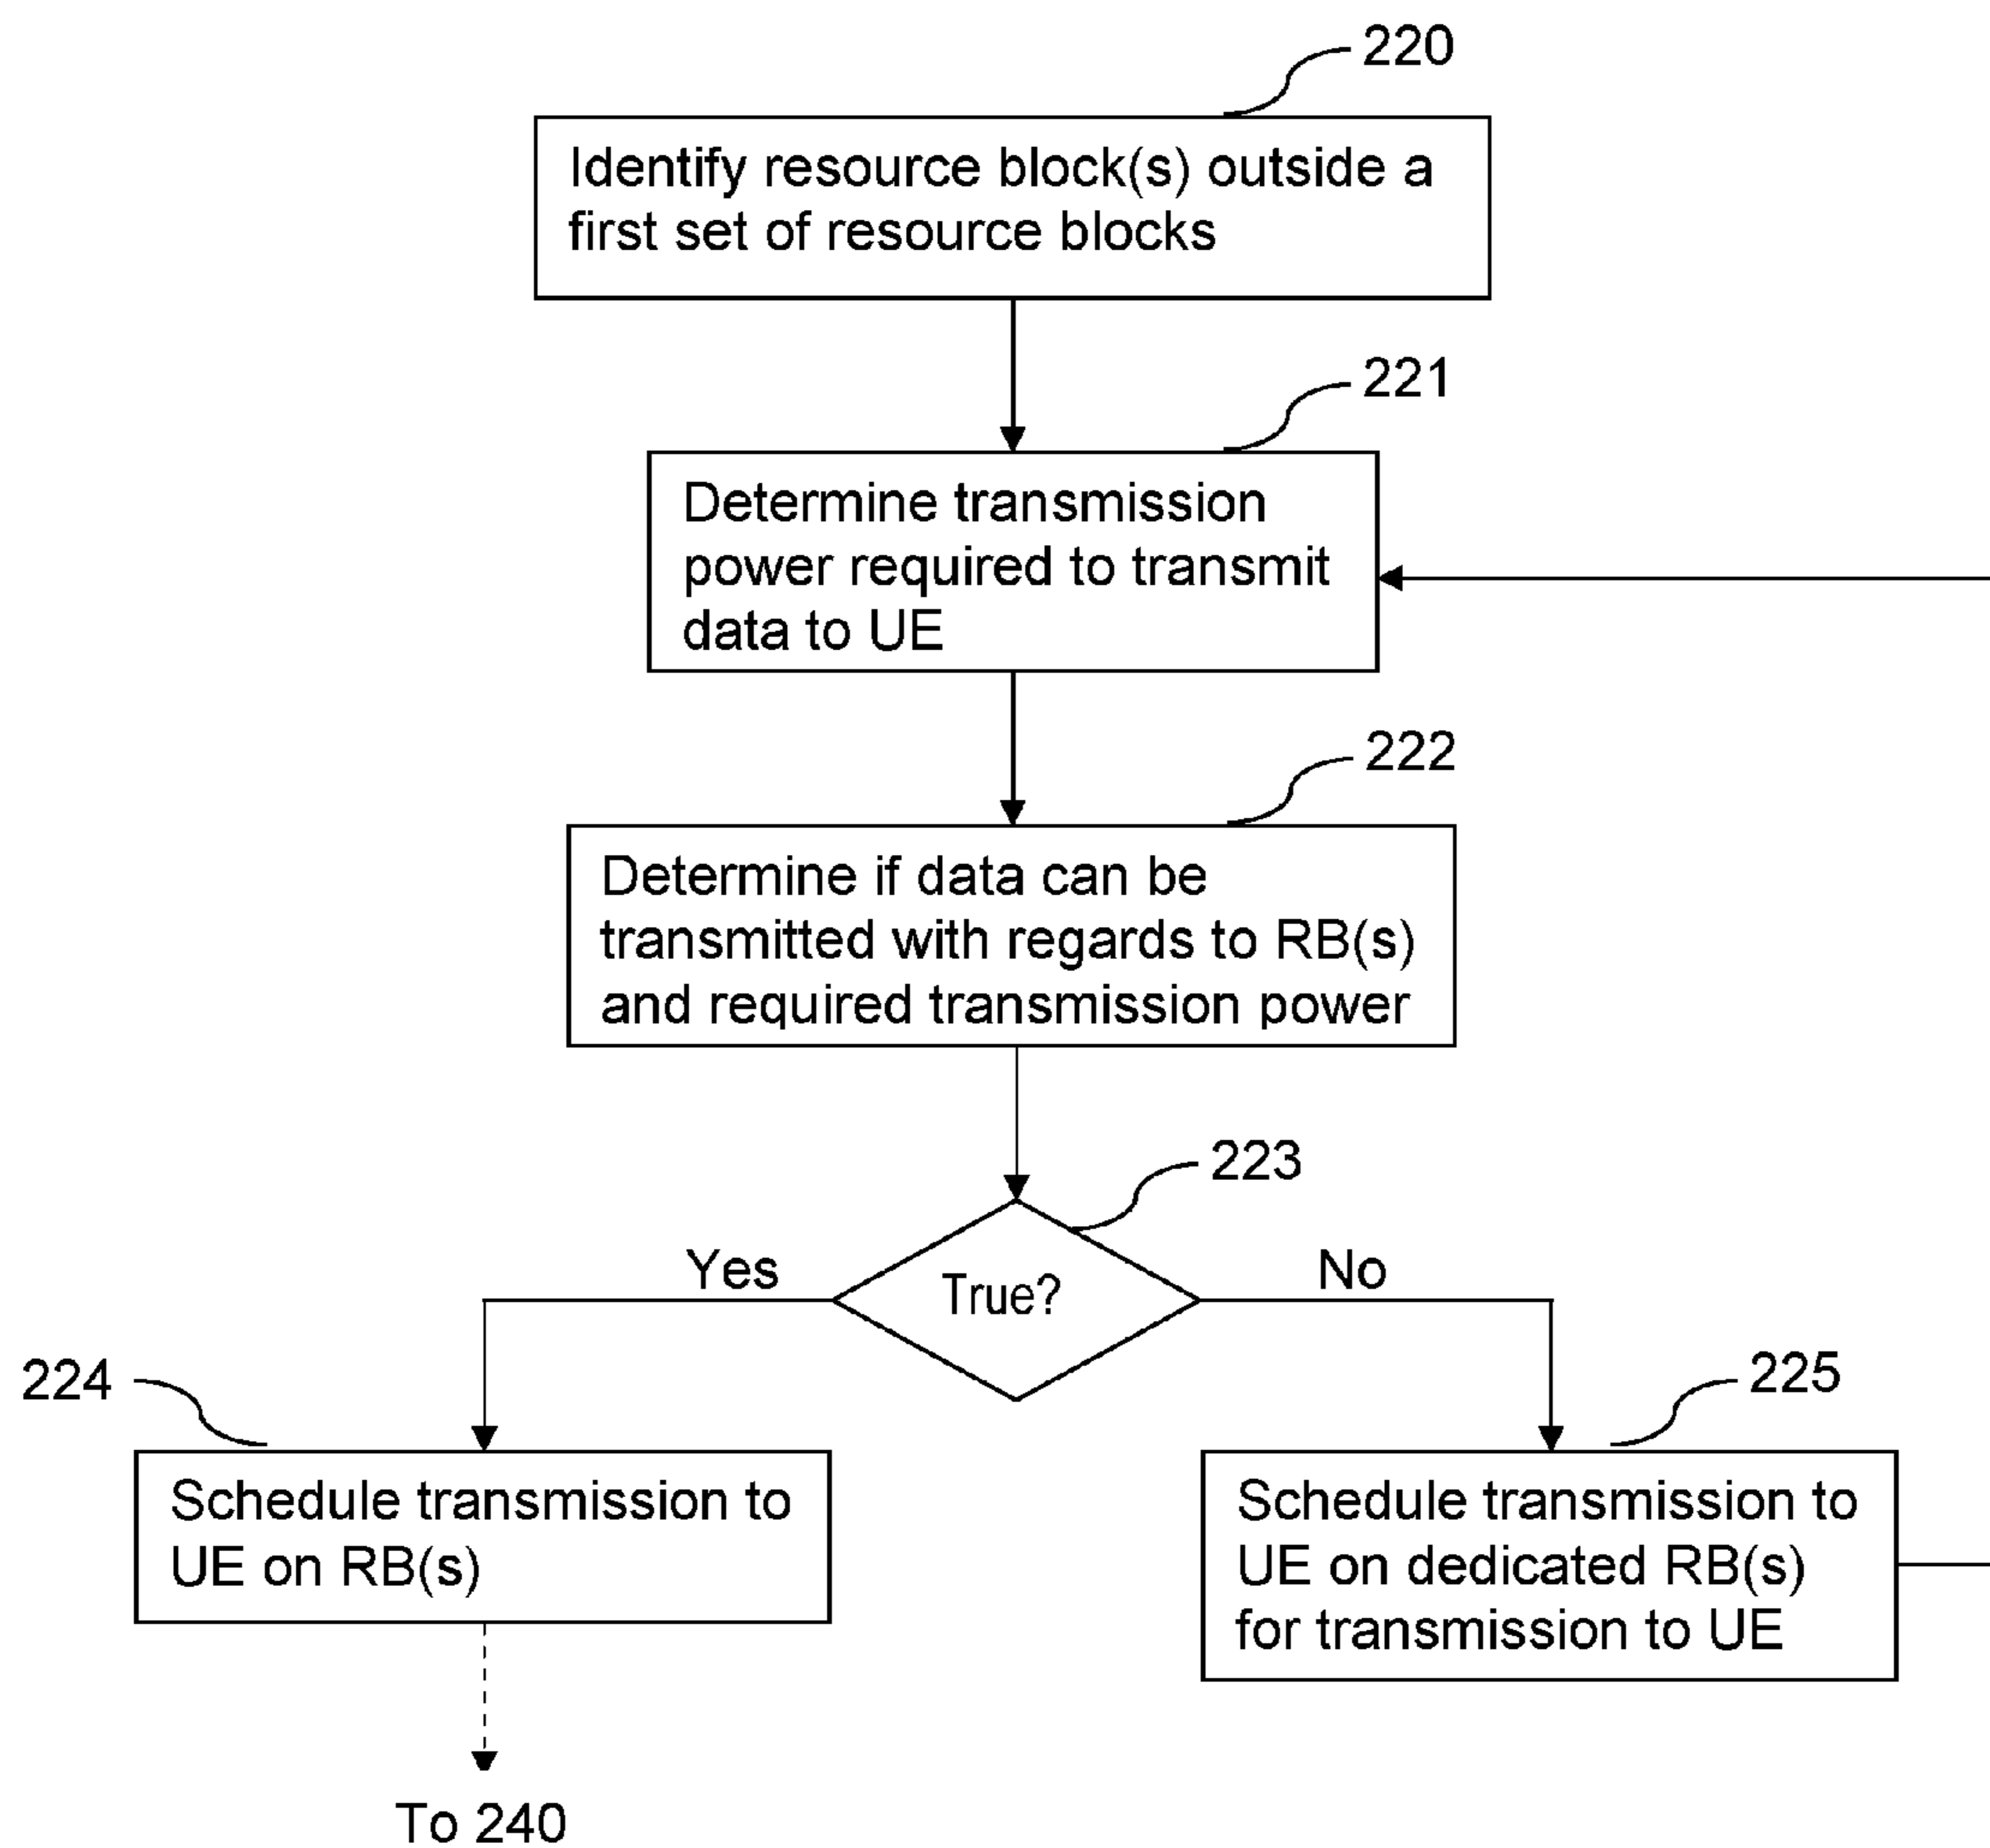 220
Identify resource block(s) outside a
first set of resource blocks
221
Determine transmission
power required to transmit
data to UE
222
Determine if data can be
transmitted with regards to RB(s)
and required transmission power
223
Yes
True?
No
224
225
Schedule transmission to
UE on RB(s)
Schedule transmission to
UE on dedicated RB(s)
for transmission to UE
To 240